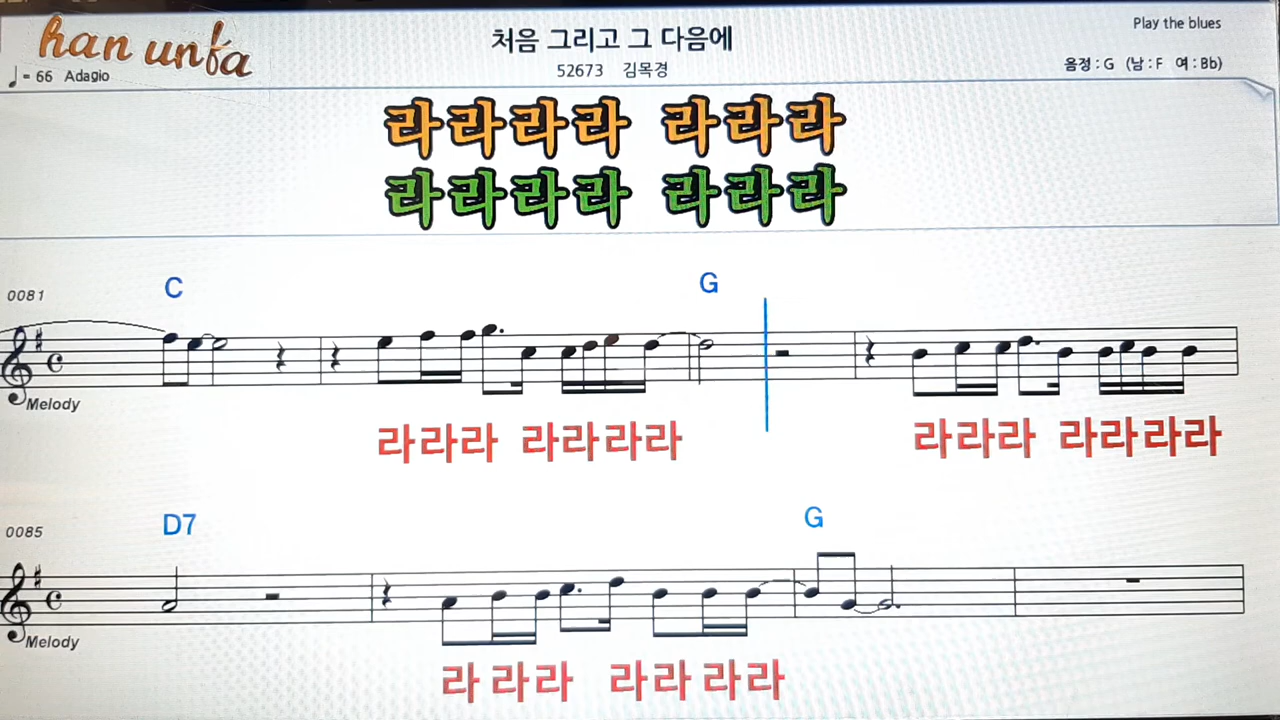 han unfa
처음 그리고 그 다음에
Play the blues
♩= 66 Adagio
52673 김목경
음정 : G (남 : F 여 : Bb)
라라라라 라라라
라라라라 라라라
C G
0081
Melody
라라라 라라라라 라라라 라라라라
D7 G
0085
Melody
라 라라 라라 라라